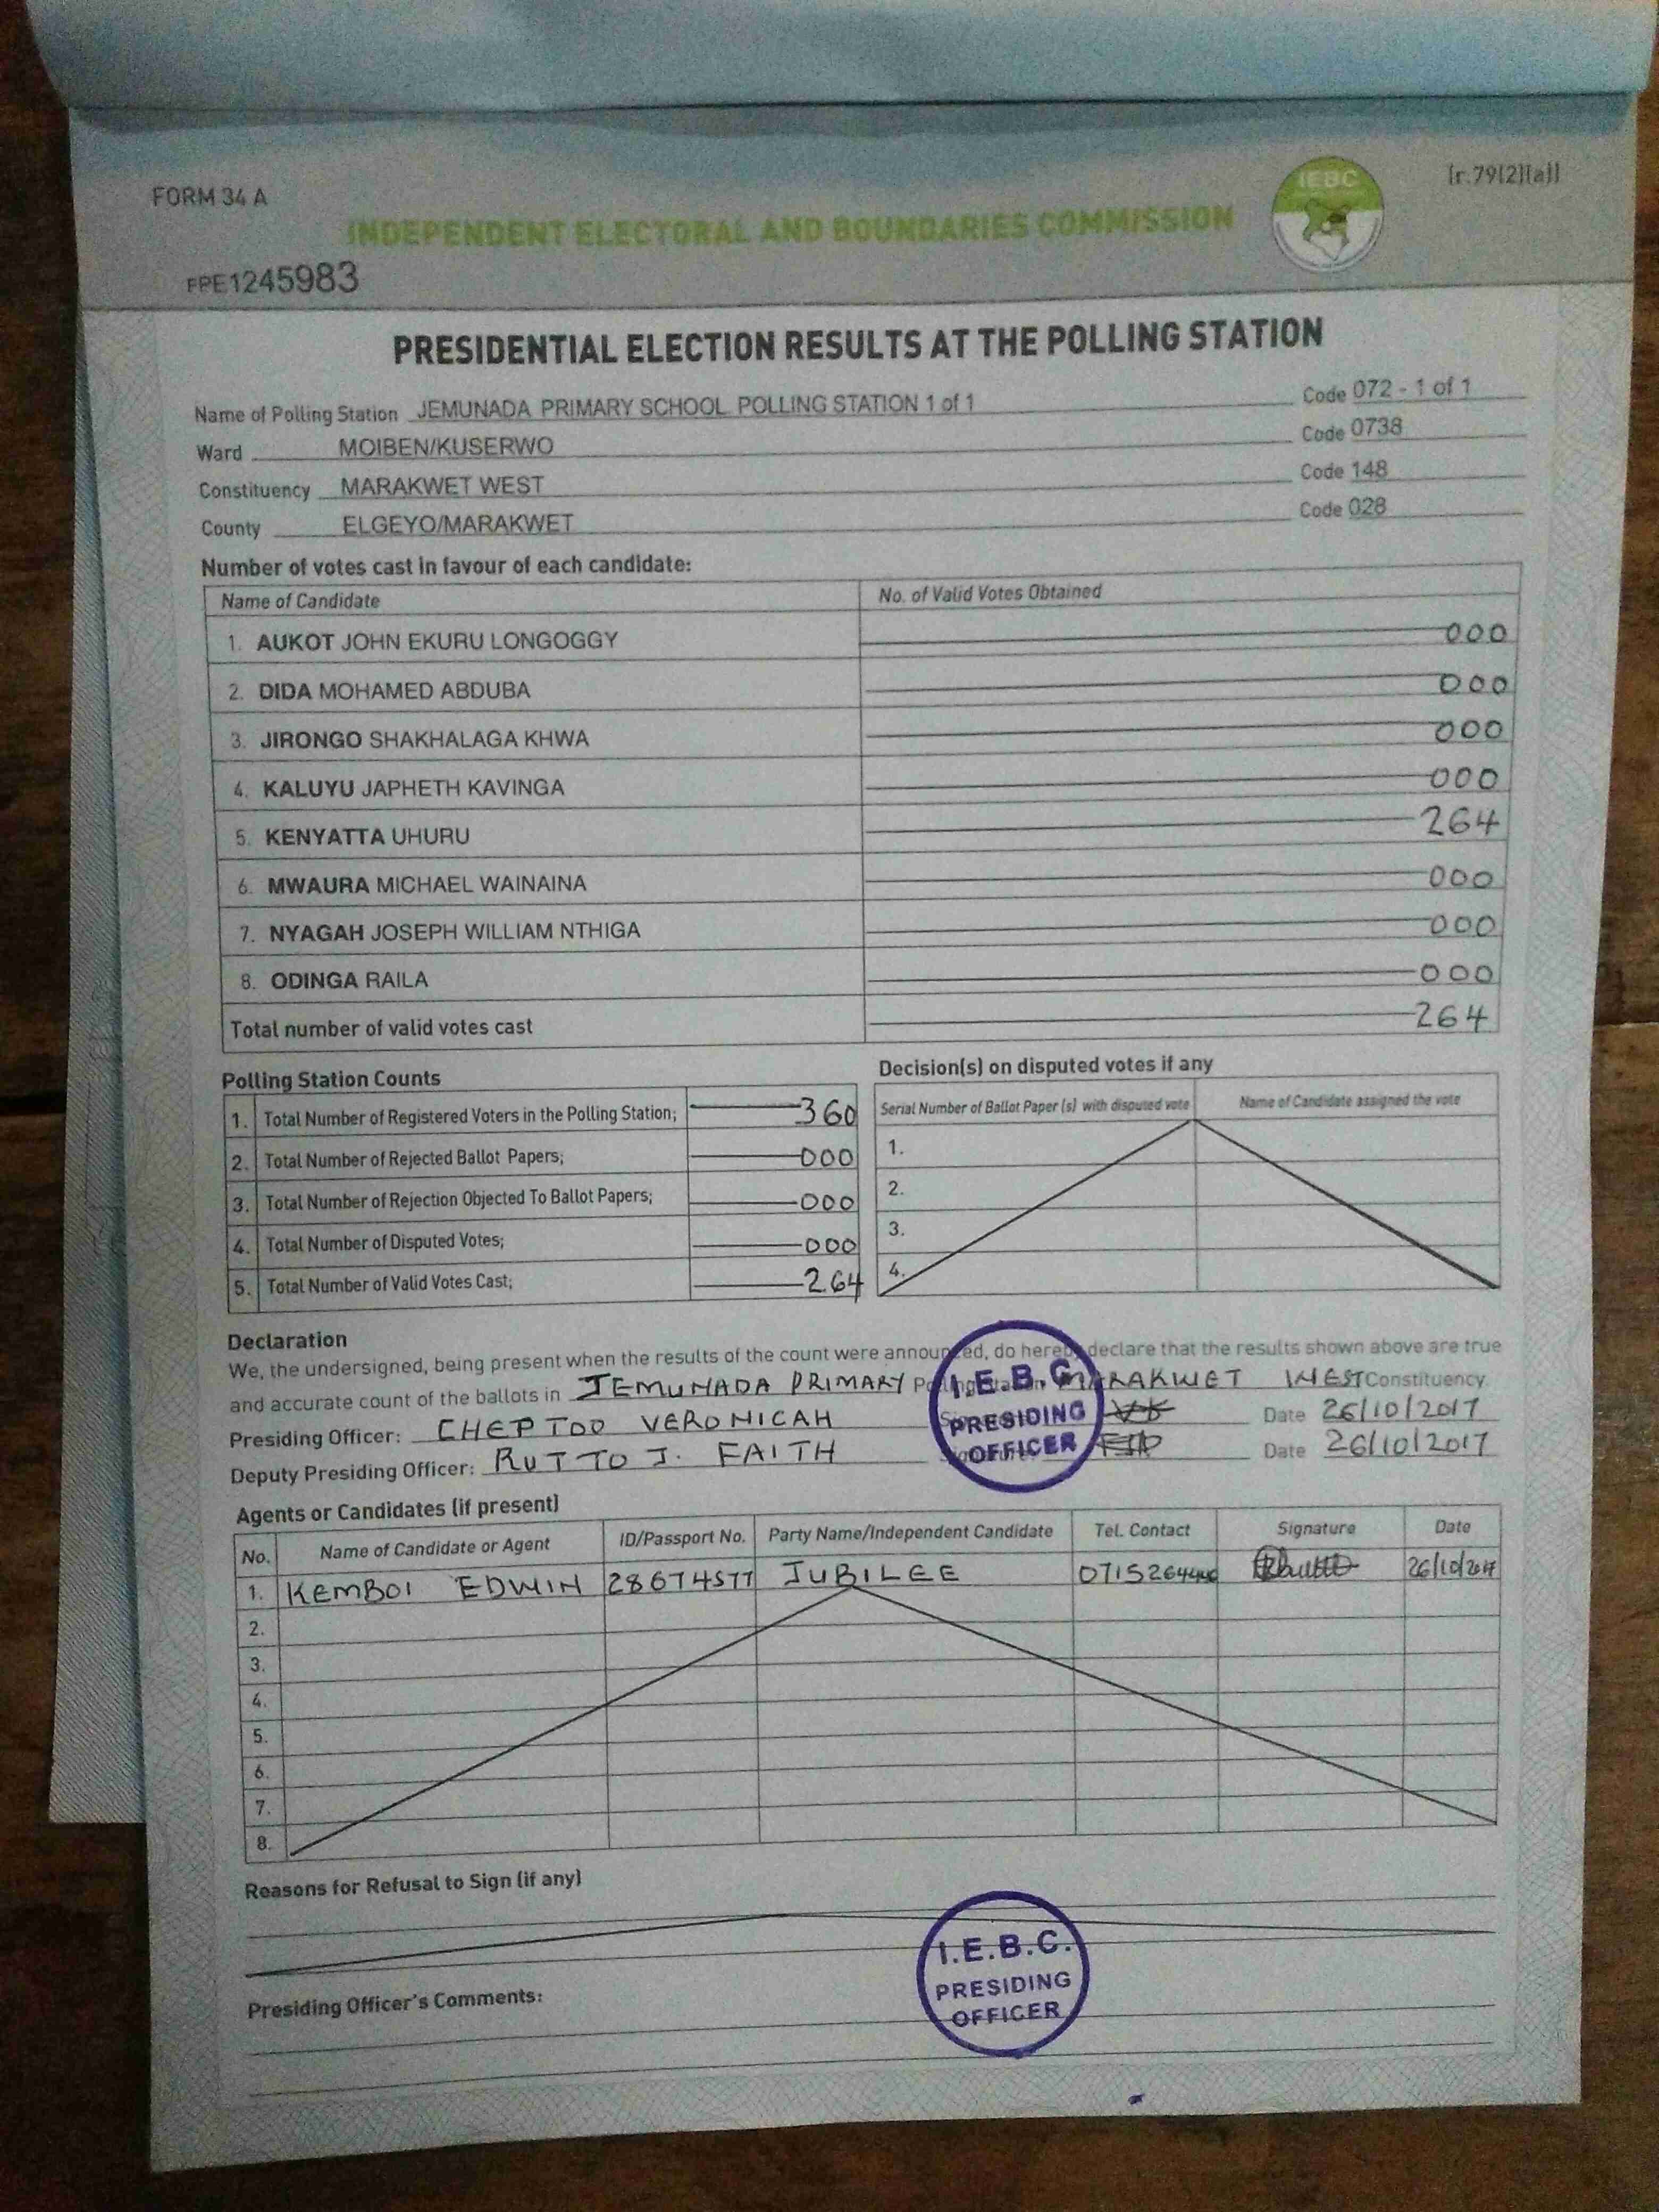 FORM 34 A
IEBC
[r.79(2)(a)]
INDEPENDENT ELECTORAL AND BOUNDARIES COMMISSION
FPE1245983
PRESIDENTIAL ELECTION RESULTS AT THE POLLING STATION
Name of Polling Station JEMUNADA PRIMARY SCHOOL POLLING STATION 1 of 1 Code 072 - 1 of 1
Ward MOIBEN/KUSERWO Code 0738
Constituency MARAKWET WEST Code 148
County ELGEYO/MARAKWET Code 028
Number of votes cast in favour of each candidate:
Name of Candidate No. of Valid Votes Obtained
1. AUKOT JOHN EKURU LONGOGGY 000
2. DIDA MOHAMED ABDUBA 000
3. JIRONGO SHAKHALAGA KHWA 000
4. KALUYU JAPHETH KAVINGA 000
5. KENYATTA UHURU 264
6. MWAURA MICHAEL WAINAINA 000
7. NYAGAH JOSEPH WILLIAM NTHIGA 000
8. ODINGA RAILA 000
Total number of valid votes cast 264
Polling Station Counts
1. Total Number of Registered Voters in the Polling Station; 360
2. Total Number of Rejected Ballot Papers; 000
3. Total Number of Rejection Objected To Ballot Papers; 000
4. Total Number of Disputed Votes; 000
5. Total Number of Valid Votes Cast; 264
Decision(s) on disputed votes if any
Serial Number of Ballot Paper (s) with disputed vote Name of Candidate assigned the vote
1.
2.
3.
4.
Declaration
We, the undersigned, being present when the results of the count were announced, do hereby declare that the results shown above are true
and accurate count of the ballots in JEMUNADA PRIMARY Polling Station, MARAKWET WEST Constituency.
Presiding Officer: CHEPTOO VERONICAH Date 26/10/2017
Deputy Presiding Officer: RUTTO J. FAITH Date 26/10/2017
I.E.B.C.
PRESIDING
OFFICER
Agents or Candidates (if present)
No. Name of Candidate or Agent ID/Passport No. Party Name/Independent Candidate Tel. Contact Signature Date
1. KEMBOI EDWIN 28674577 JUBILEE 26/10/2017
2.
3.
4.
5.
6.
7.
8.
Reasons for Refusal to Sign (if any)
I.E.B.C.
PRESIDING
OFFICER
Presiding Officer's Comments: